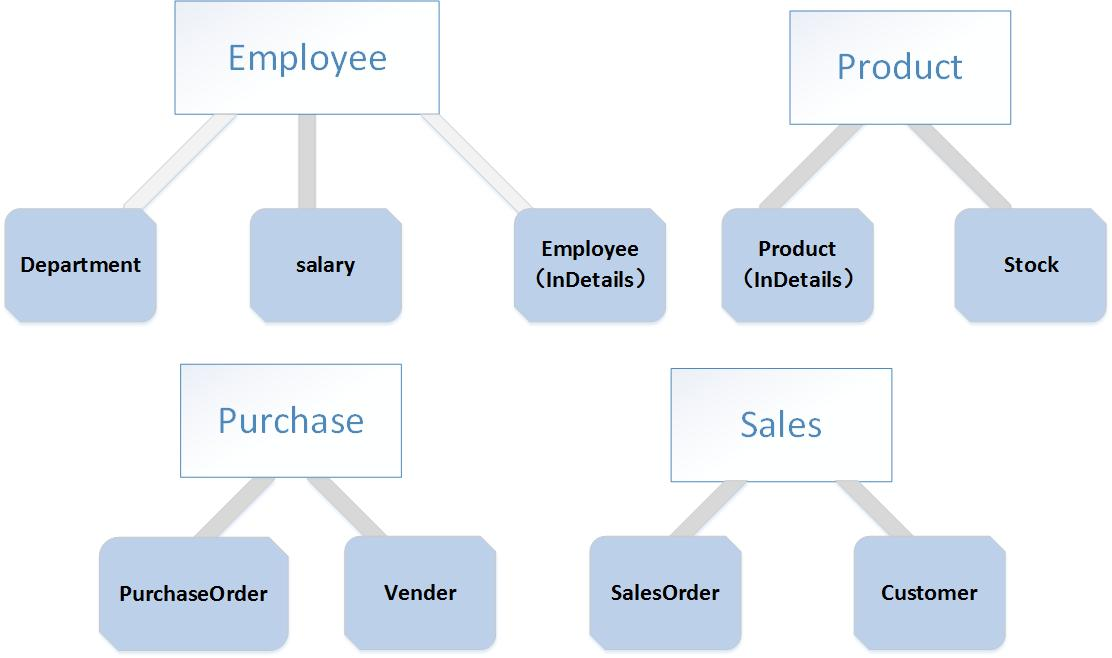 Employee
Product
Department
salary
Employee
（InDetails）
Product
（InDetails）
Stock
Purchase
Sales
PurchaseOrder
Vender
SalesOrder
Customer